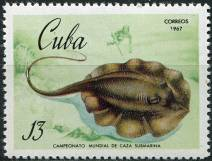 Cuba
CORREOS
1967
13
CAMPEONATO MUNDIAL DE CAZA SUBMARINA